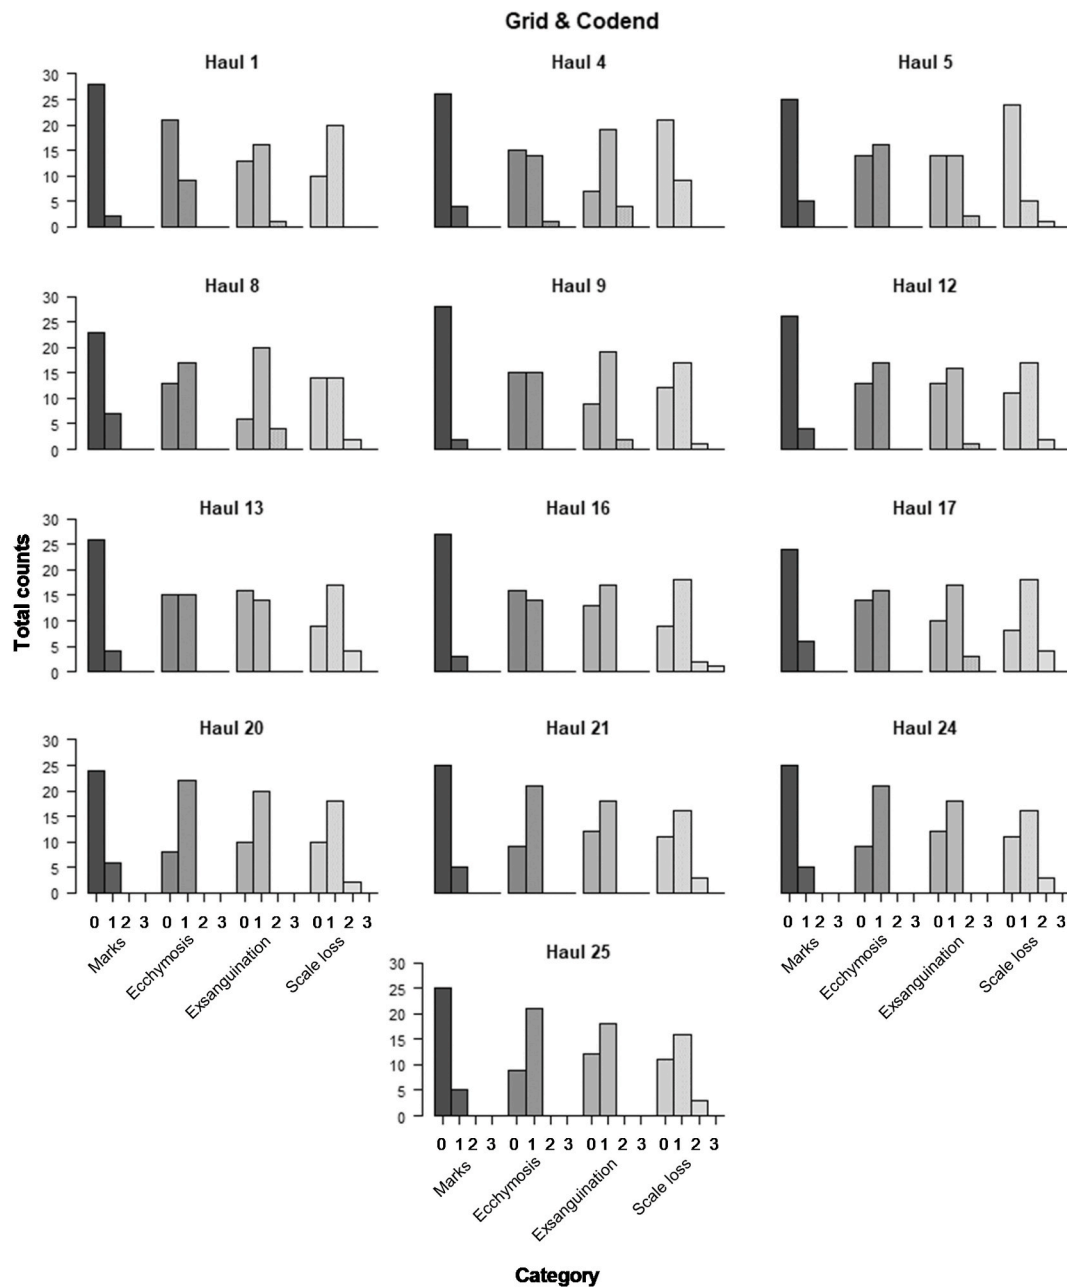 Grid & Codend
Haul 1
Haul 4
Haul 5
30
25
20
15
10
5
0
Haul 8
Haul 9
Haul 12
30
25
20
15
10
5
0
Haul 13
Haul 16
Haul 17
30
25
20
15
10
5
0
Total counts
Haul 20
Haul 21
Haul 24
30
25
20
15
10
5
0
0 1 2 3 0 1 2 3 0 1 2 3 0 1 2 3
Marks
Ecchymosis
Exsanguination
Scale loss
0 1 2 3 0 1 2 3 0 1 2 3 0 1 2 3
Marks
Ecchymosis
Exsanguination
Scale loss
Haul 25
30
25
20
15
10
5
0
0 1 2 3 0 1 2 3 0 1 2 3 0 1 2 3
Marks
Ecchymosis
Exsanguination
Scale loss
Category